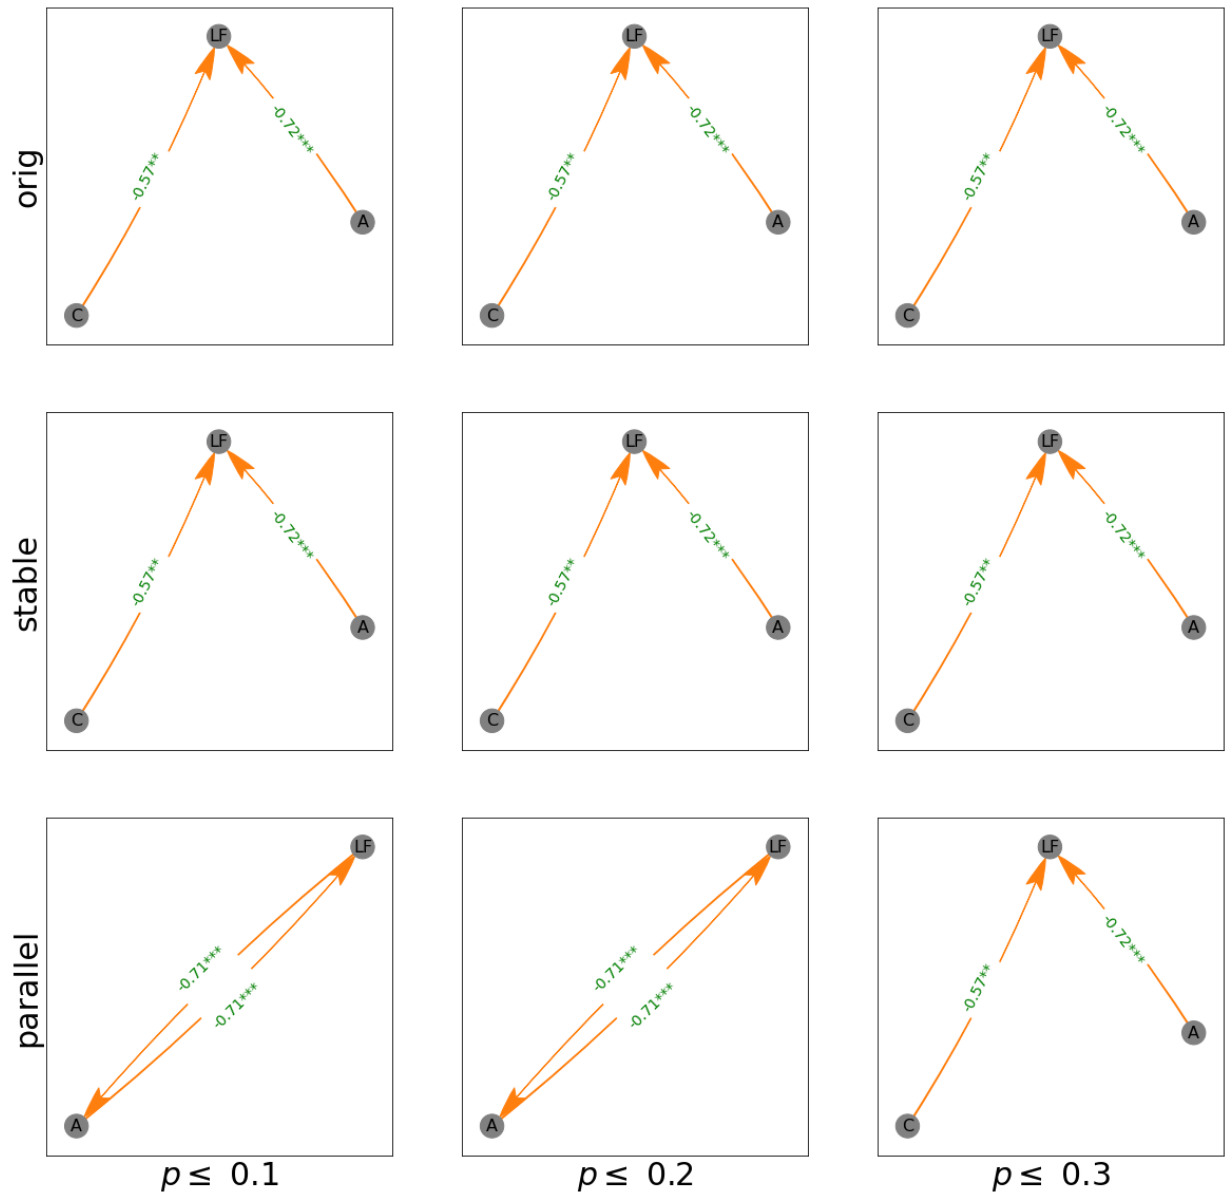 LF
LF
LF
-0.72***
-0.72***
-0.72***
orig
-0.57**
-0.57**
-0.57**
A
A
A
C
C
C
LF
LF
LF
-0.72***
-0.72***
-0.72***
stable
-0.57**
-0.57**
-0.57**
A
A
A
C
C
C
LF
LF
LF
-0.71***
-0.71***
-0.72***
parallel
-0.71***
-0.71***
-0.57**
A
A
A
C
p ≤ 0.1
p ≤ 0.2
p ≤ 0.3